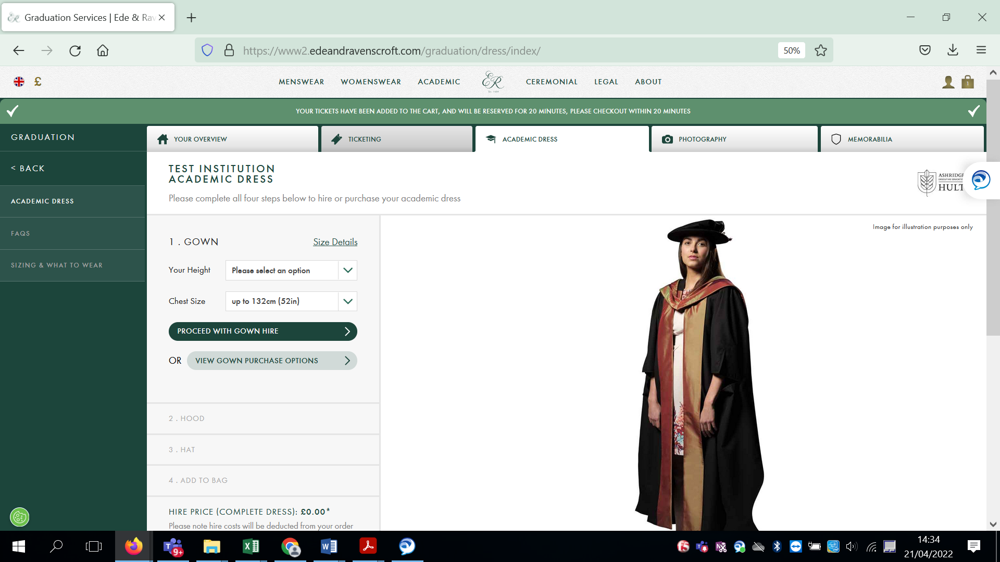 Graduation Services | Ede & Rav
https://www2.edeandravenscroft.com/graduation/dress/index/
50%
£
MENSWEAR
WOMENSWEAR
ACADEMIC
ER
CEREMONIAL
LEGAL
ABOUT
1
YOUR TICKETS HAVE BEEN ADDED TO THE CART, AND WILL BE RESERVED FOR 20 MINUTES, PLEASE CHECKOUT WITHIN 20 MINUTES
GRADUATION
YOUR OVERVIEW
TICKETING
ACADEMIC DRESS
PHOTOGRAPHY
MEMORABILIA
< BACK
ACADEMIC DRESS
FAQS
SIZING & WHAT TO WEAR
TEST INSTITUTION
ACADEMIC DRESS
Please complete all four steps below to hire or purchase your academic dress
ASHRIDGE
HULT
Image for illustration purposes only
1 . GOWN
Size Details
Your Height
Please select an option
Chest Size
up to 132cm (52in)
PROCEED WITH GOWN HIRE
OR
VIEW GOWN PURCHASE OPTIONS
2 . HOOD
3 . HAT
4 . ADD TO BAG
HIRE PRICE (COMPLETE DRESS): £0.00*
Please note hire costs will be deducted from your order
9+
14:34
21/04/2022